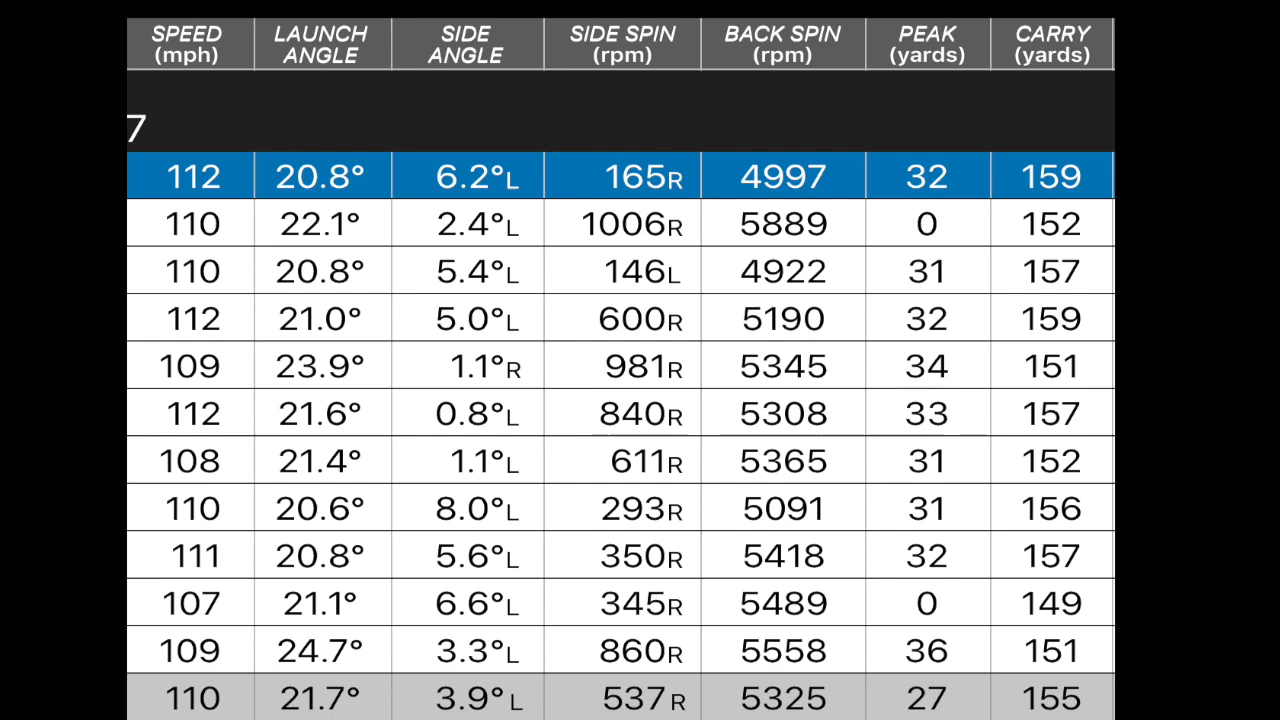 SPEED (mph) LAUNCH ANGLE SIDE ANGLE SIDE SPIN (rpm) BACK SPIN (rpm) PEAK (yards) CARRY (yards)
7
112 20.8° 6.2°L 165R 4997 32 159
110 22.1° 2.4°L 1006R 5889 0 152
110 20.8° 5.4°L 146L 4922 31 157
112 21.0° 5.0°L 600R 5190 32 159
109 23.9° 1.1°R 981R 5345 34 151
112 21.6° 0.8°L 840R 5308 33 157
108 21.4° 1.1°L 611R 5365 31 152
110 20.6° 8.0°L 293R 5091 31 156
111 20.8° 5.6°L 350R 5418 32 157
107 21.1° 6.6°L 345R 5489 0 149
109 24.7° 3.3°L 860R 5558 36 151
110 21.7° 3.9°L 537R 5325 27 155